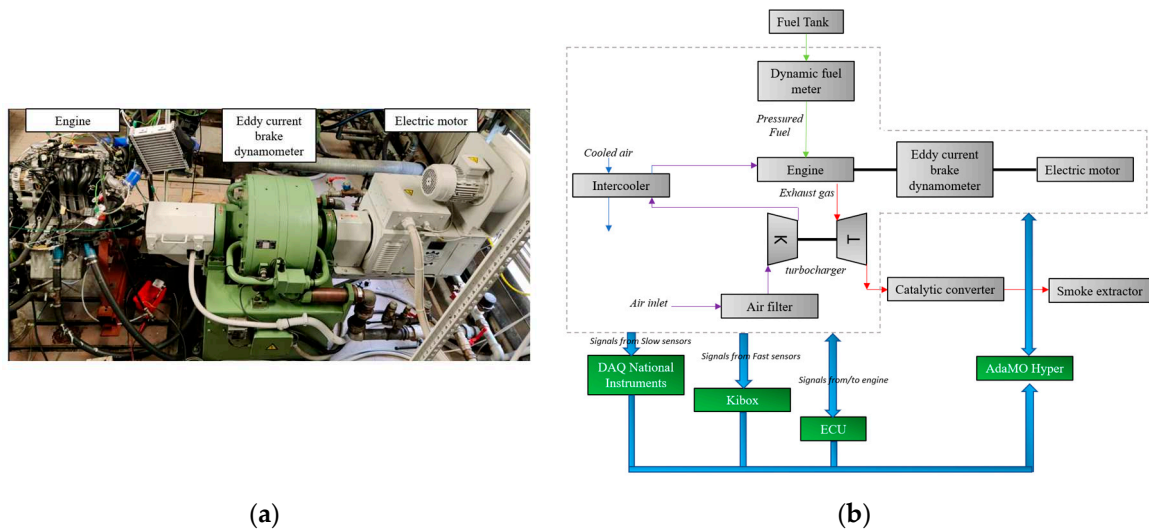 Engine
Eddy current
brake
dynamometer
Electric motor
(a)
Fuel Tank
Dynamic fuel
meter
Pressured
Fuel
Cooled air
Intercooler
Engine
Eddy current
brake
dynamometer
Electric motor
Exhaust gas
K
T
turbocharger
Air inlet
Air filter
Catalytic converter
Smoke extractor
Signals from Slow sensors
Signals from Fast sensors
Signals from/to engine
DAQ National
Instruments
Kibox
ECU
AdaMO Hyper
(b)